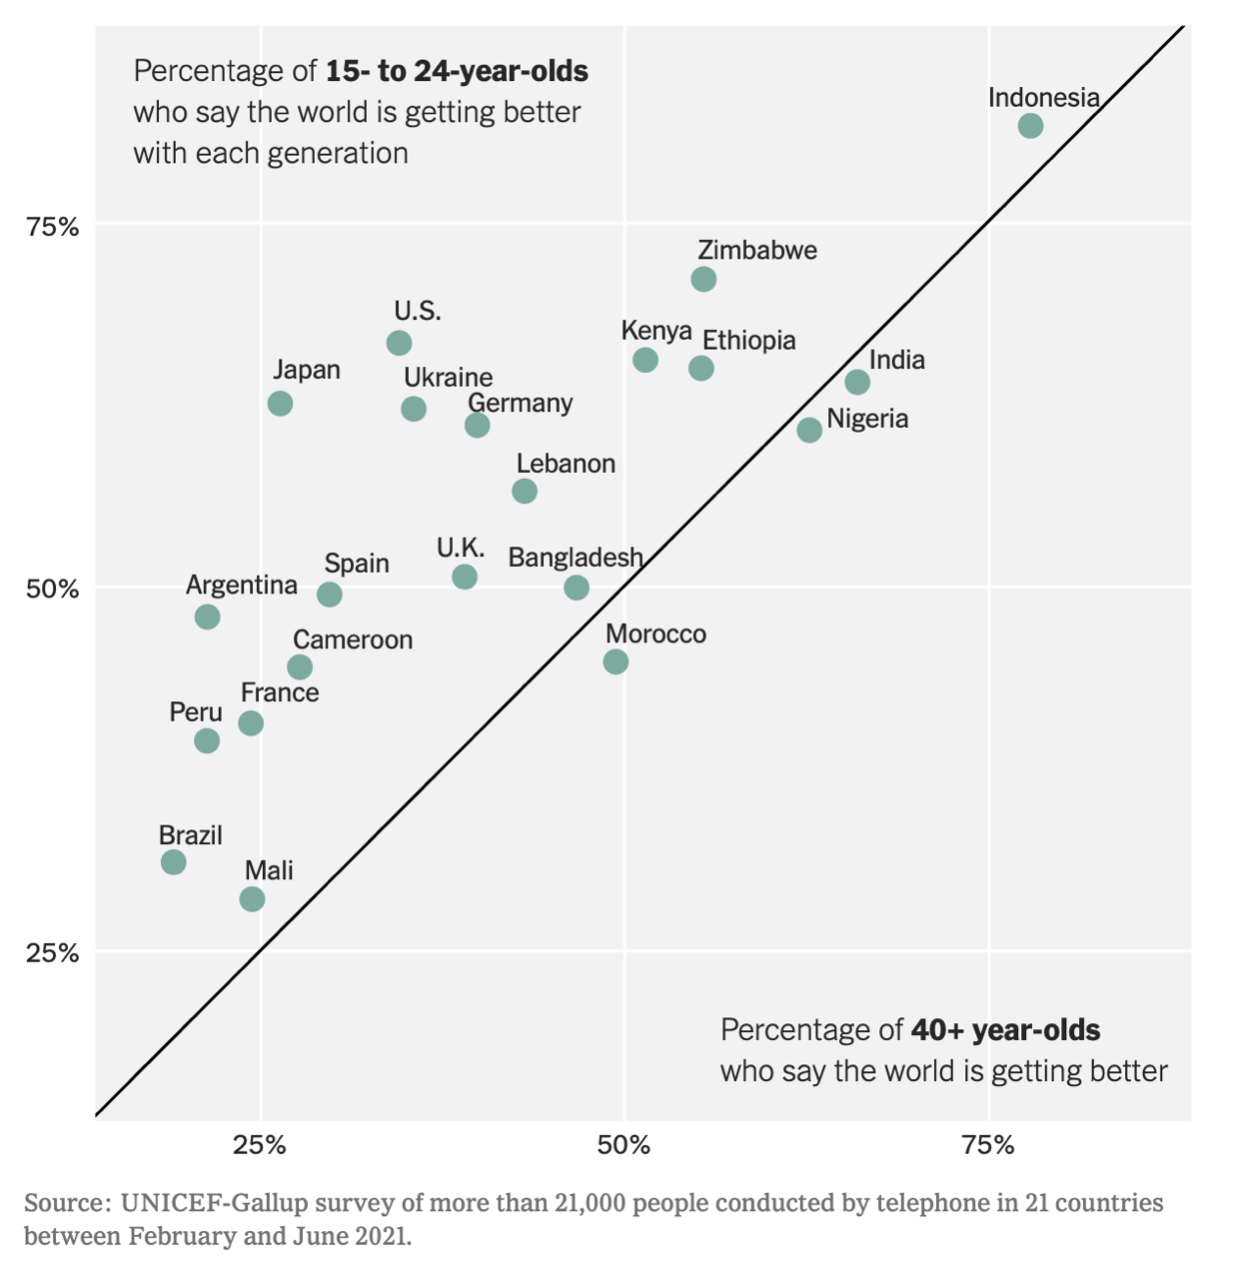 Percentage of 15- to 24-year-olds
who say the world is getting better
with each generation
Indonesia
75%
Zimbabwe
U.S.
Kenya
Ethiopia
Japan
Ukraine
India
Germany
Nigeria
Lebanon
U.K.
Bangladesh
Spain
Argentina
50%
Morocco
Cameroon
France
Peru
Brazil
Mali
25%
Percentage of 40+ year-olds
who say the world is getting better
25%
50%
75%
Source: UNICEF-Gallup survey of more than 21,000 people conducted by telephone in 21 countries
between February and June 2021.